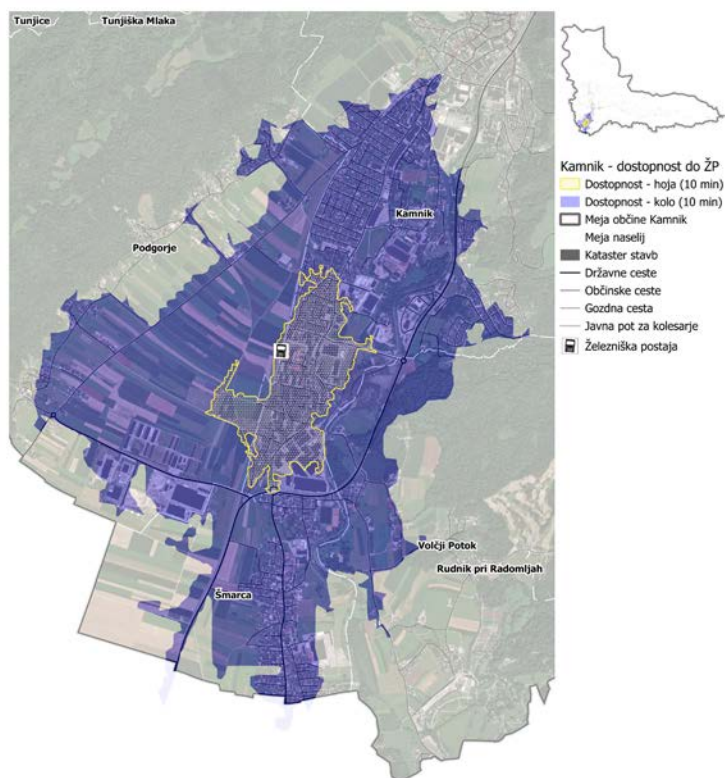 Tunjice
Tunjiška Mlaka
Kamnik
Podgorje
Volčji Potok
Rudnik pri Radomljah
Šmarca
Kamnik - dostopnost do ŽP
Dostopnost - hoja (10 min)
Dostopnost - kolo (10 min)
Meja občine Kamnik
Meja naselij
Kataster stavb
Državne ceste
Občinske ceste
Gozdna cesta
Javna pot za kolesarje
Železniška postaja